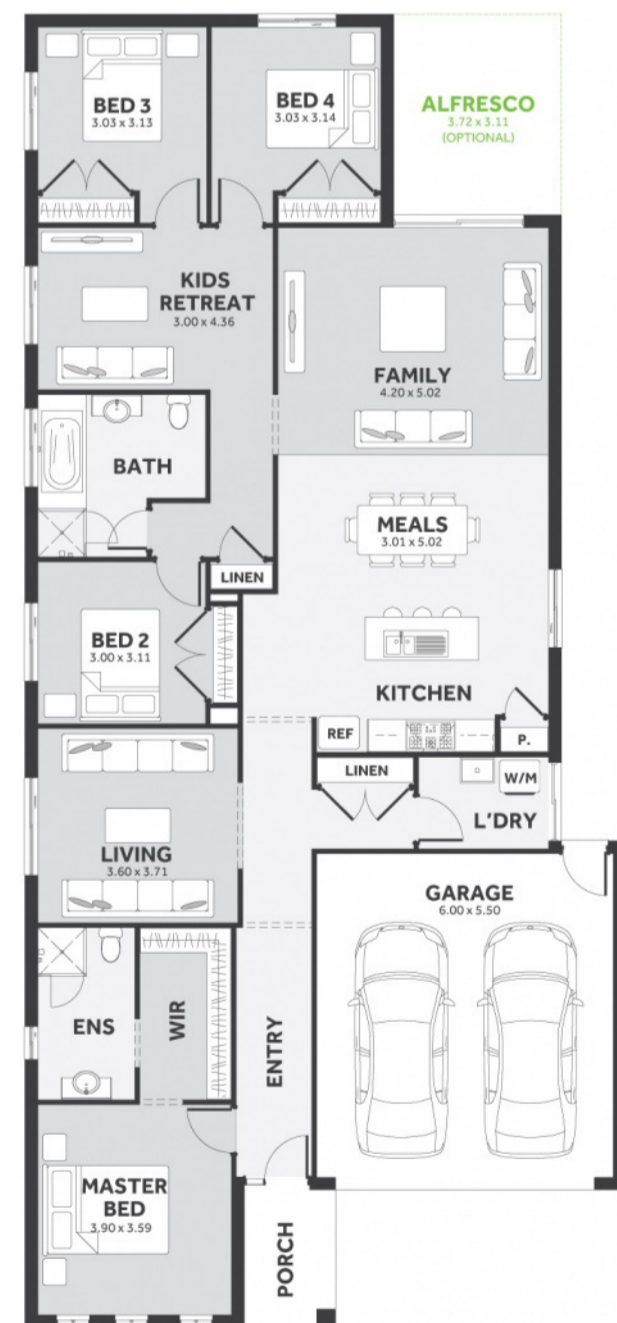 BED 3
3.03 x 3.13
BED 4
3.03 x 3.14
ALFRESCO
3.72 x 3.11
(OPTIONAL)
KIDS
RETREAT
3.00 x 4.36
FAMILY
4.20 x 5.02
BATH
MEALS
3.01 x 5.02
LINEN
BED 2
3.00 x 3.11
KITCHEN
REF
P.
LINEN
W/M
L'DRY
LIVING
3.60 x 3.71
GARAGE
6.00 x 5.50
ENS
WIR
ENTRY
MASTER
BED
3.90 x 3.59
PORCH